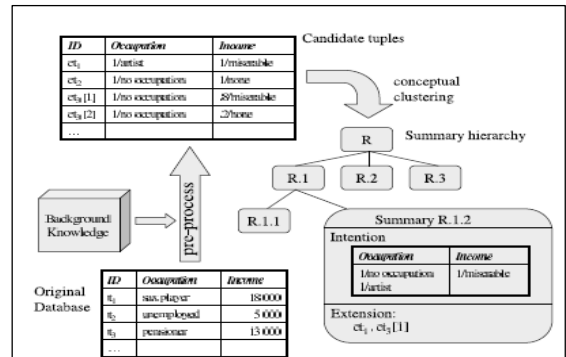 Candidate tuples
ID Occupation Income
ct1 1/artist 1/miserable
ct2 1/no occupation 1/none
ct3[1] 1/no occupation .8/miserable
ct3[2] 1/no occupation .2/none
...
conceptual
clustering
Summary hierarchy
R
R.1 R.2 R.3
R.1.1
Background
Knowledge
pre-process
Summary R.1.2
Intention
Occupation Income
1/no occupation 1/miserable
1/artist
Extension:
ct1, ct3[1]
Original
Database
ID Occupation Income
t1 sax player 18 000
t2 unemployed 5 000
t3 pensioner 13 000
...